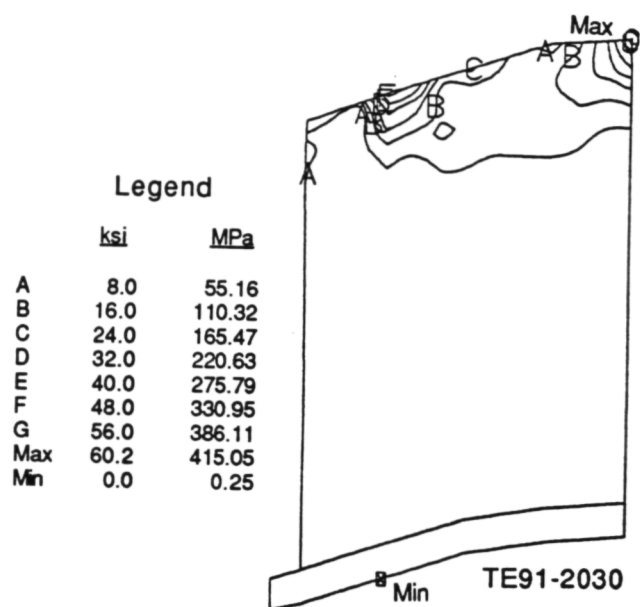 Max
G
A
B
C
F
E
A
A
B
B
A
Legend
ksi MPa
A 8.0 55.16
B 16.0 110.32
C 24.0 165.47
D 32.0 220.63
E 40.0 275.79
F 48.0 330.95
G 56.0 386.11
Max 60.2 415.05
Min 0.0 0.25
Min
TE91-2030